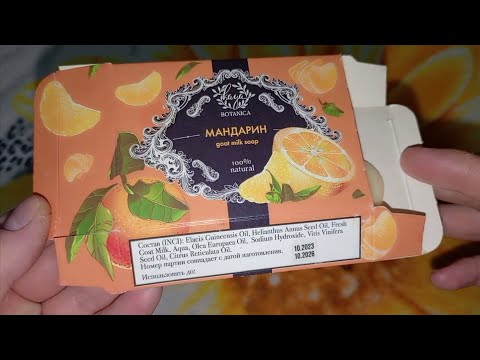 BOTANICA
МАНДАРИН
goat milk soap
100%
natural
Состав (INCI): Elaeis Guineensis Oil, Helianthus Annus Seed Oil, Fresh
Goat Milk, Aqua, Olea Europaea Oil, Sodium Hydroxide, Vitis Vinifera
Seed Oil, Citrus Reticulata Oil.
Номер партии совпадает с датой изготовления.
10.2023
Использовать до:
10.2026